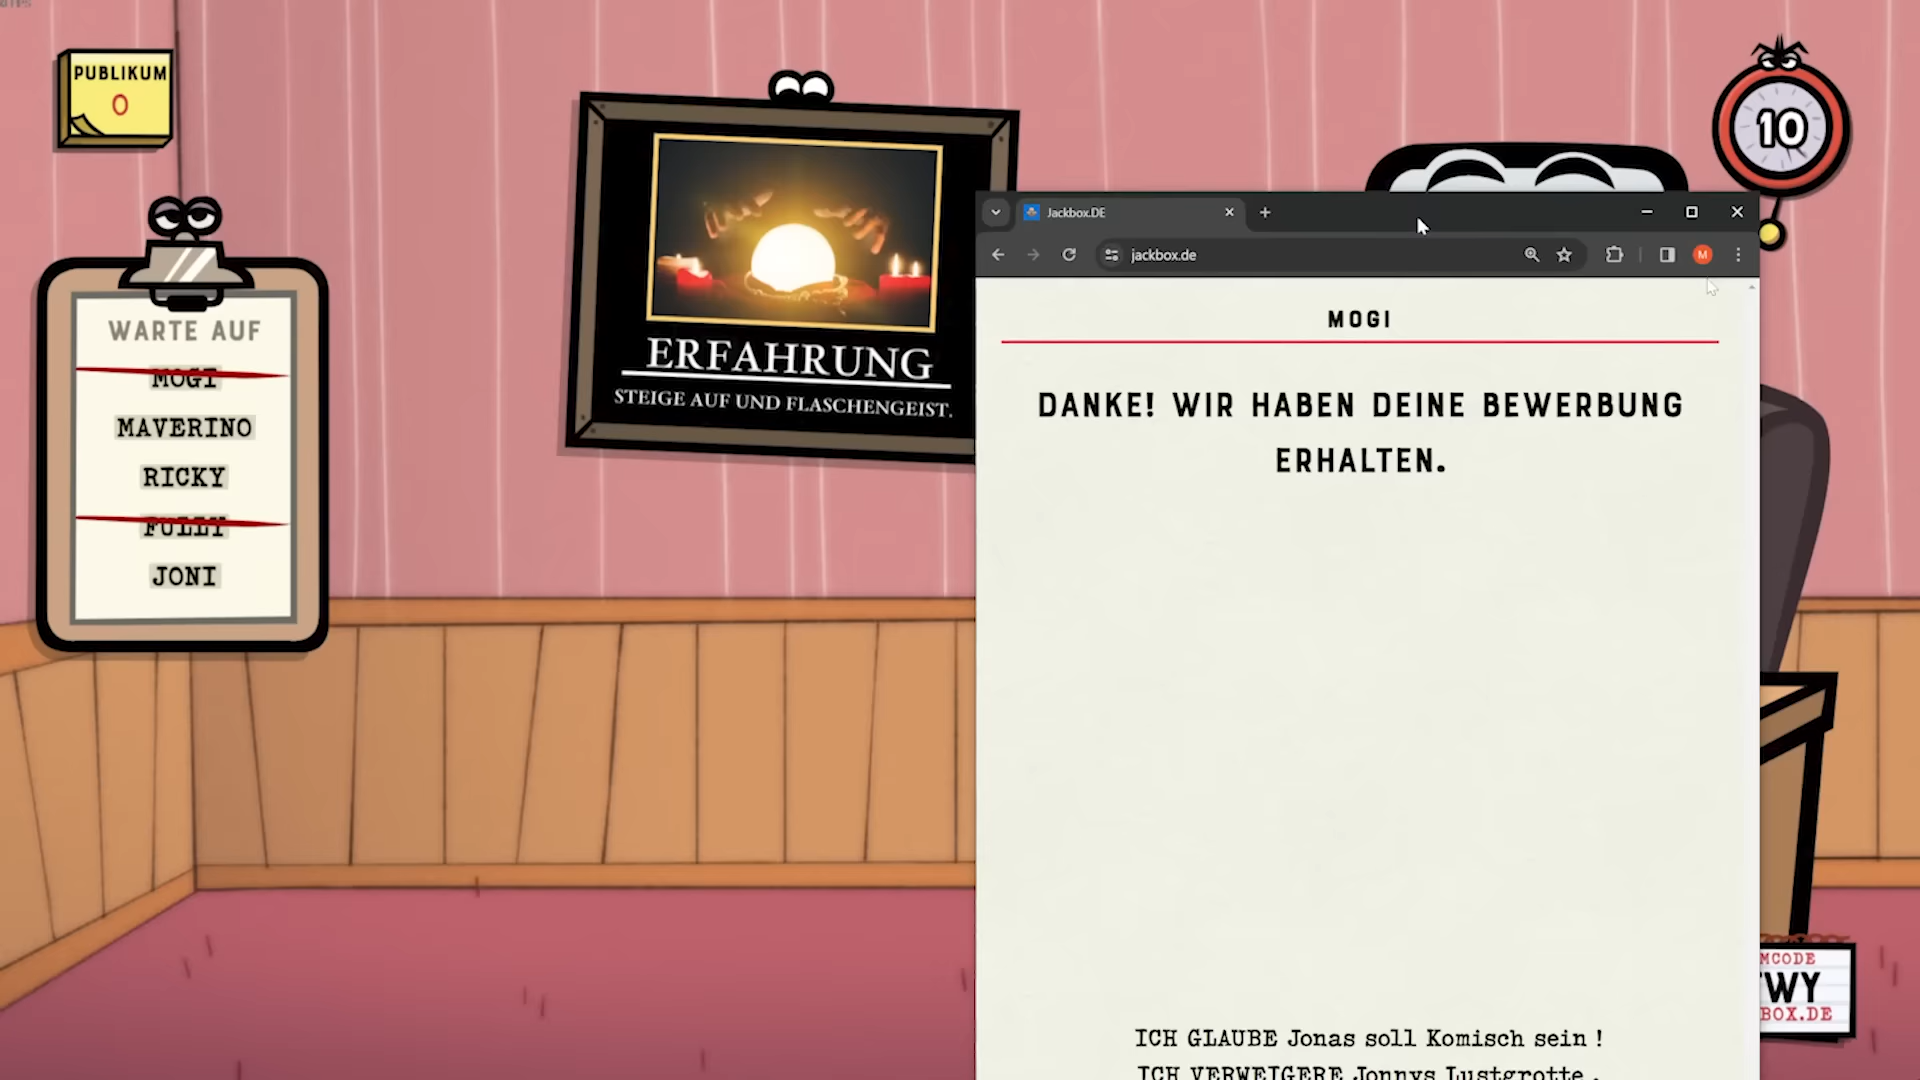 PUBLIKUM
0
WARTE AUF
MOGI
MAVERINO
RICKY
FULLY
JONI
ERFAHRUNG
STEIGE AUF UND FLASCHENGEIST.
10
Jackbox.DE
jackbox.de
M
MOGI
DANKE! WIR HABEN DEINE BEWERBUNG
ERHALTEN.
ICH GLAUBE Jonas soll Komisch sein !
ICH VERWEIGERE Jonnys Lustgrotte .
MCODE
WY
BOX.DE